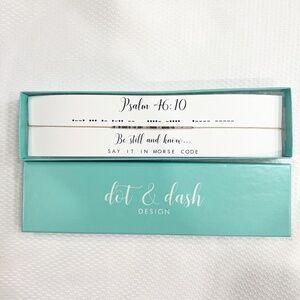 Psalm 46:10
Be still and know...
SAY IT IN MORSE CODE
dot & dash
DESIGN